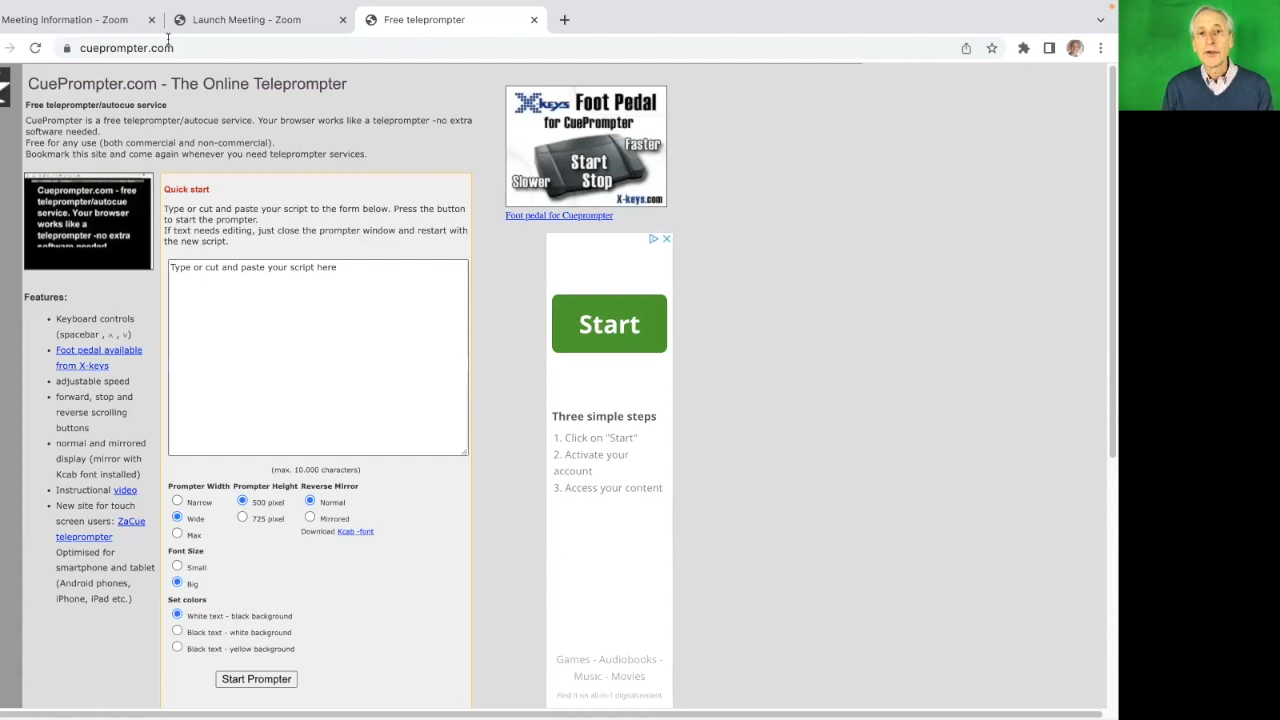 Meeting Information - Zoom
Launch Meeting - Zoom
Free teleprompter
cueprompter.com
CuePrompter.com - The Online Teleprompter
Free teleprompter/autocue service
CuePrompter is a free teleprompter/autocue service. Your browser works like a teleprompter -no extra
software needed.
Free for any use (both commercial and non-commercial).
Bookmark this site and come again whenever you need teleprompter services.
Cueprompter.com - free
teleprompter/autocue
service. Your browser
works like a
teleprompter -no extra
software needed
Features:
Keyboard controls
(spacebar , ^ , v)
Foot pedal available
from X-keys
adjustable speed
forward, stop and
reverse scrolling
buttons
normal and mirrored
display (mirror with
Kcab font installed)
Instructional video
New site for touch
screen users: ZaCue
teleprompter
Optimised for
smartphone and tablet
(Android phones,
iPhone, iPad etc.)
Quick start
Type or cut and paste your script to the form below. Press the button
to start the prompter.
If text needs editing, just close the prompter window and restart with
the new script.
Type or cut and paste your script here
(max. 10.000 characters)
Prompter Width Prompter Height Reverse Mirror
Narrow 500 pixel Normal
Wide 725 pixel Mirrored
Max Download Kcab -font
Font Size
Small
Big
Set colors
White text - black background
Black text - white background
Black text - yellow background
Start Prompter
X-keys Foot Pedal
for CuePrompter
Faster
Start
Slower Stop
X-keys.com
Foot pedal for Cueprompter
Start
Three simple steps
1. Click on "Start"
2. Activate your
account
3. Access your content
Games - Audiobooks -
Music - Movies
Find it on all-in-1 digitalcontent